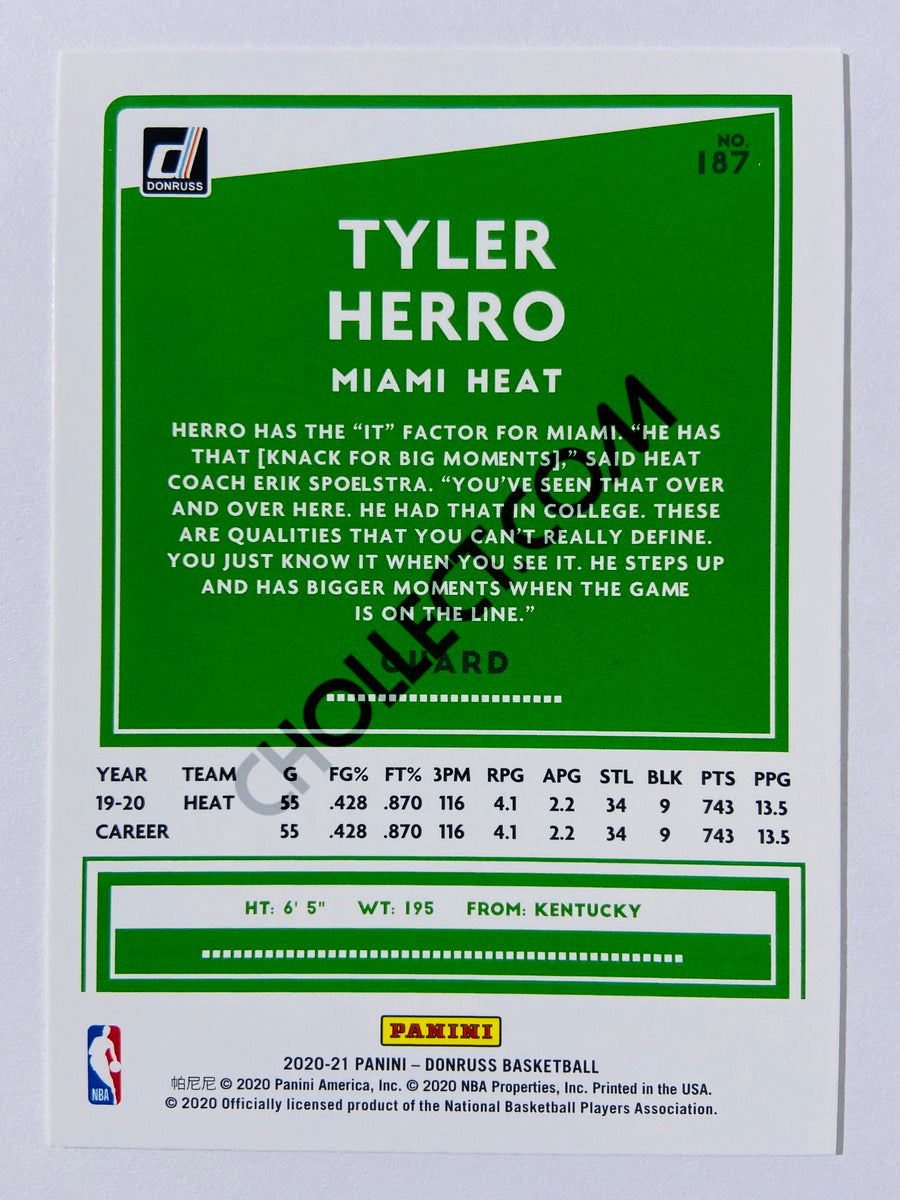 DONRUSS
NO.
187
TYLER
HERRO
MIAMI HEAT
HERRO HAS THE “IT” FACTOR FOR MIAMI. “HE HAS
THAT [KNACK FOR BIG MOMENTS],” SAID HEAT
COACH ERIK SPOELSTRA. “YOU’VE SEEN THAT OVER
AND OVER HERE. HE HAD THAT IN COLLEGE. THESE
ARE QUALITIES THAT YOU CAN’T REALLY DEFINE.
YOU JUST KNOW IT WHEN YOU SEE IT. HE STEPS UP
AND HAS BIGGER MOMENTS WHEN THE GAME
IS ON THE LINE.”
GUARD
CHOLLECT.COM
YEAR TEAM G FG% FT% 3PM RPG APG STL BLK PTS PPG
19-20 HEAT 55 .428 .870 116 4.1 2.2 34 9 743 13.5
CAREER 55 .428 .870 116 4.1 2.2 34 9 743 13.5
HT: 6' 5" WT: 195 FROM: KENTUCKY
PANINI
NBA
2020-21 PANINI – DONRUSS BASKETBALL
帕尼尼 © 2020 Panini America, Inc. © 2020 NBA Properties, Inc. Printed in the USA.
© 2020 Officially licensed product of the National Basketball Players Association.